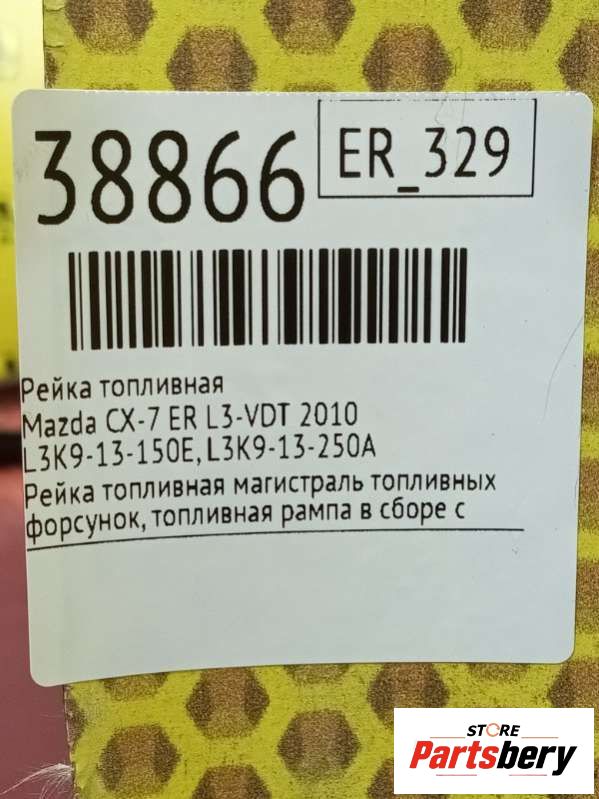 38866
ER_329
Рейка топливная
Mazda CX-7 ER L3-VDT 2010
L3K9-13-150E, L3K9-13-250A
Рейка топливная магистраль топливных
форсунок, топливная рампа в сборе с
STORE
Partsbery